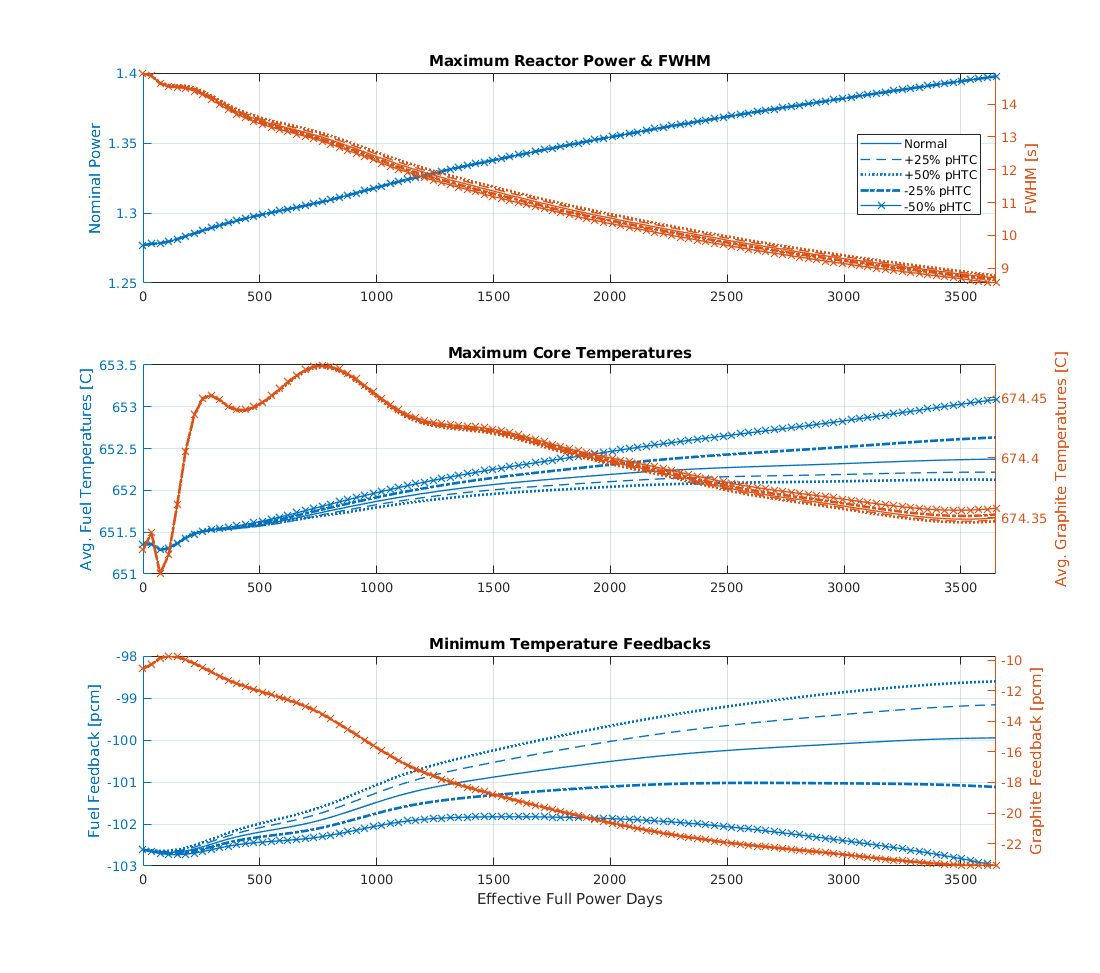 Maximum Reactor Power & FWHM
Nominal Power
1.4
1.35
1.3
1.25
14
13
12
11
10
9
FWHM [s]
Normal
+25% pHTC
+50% pHTC
-25% pHTC
-50% pHTC
0 500 1000 1500 2000 2500 3000 3500
Maximum Core Temperatures
Avg. Fuel Temperatures [C]
653.5
653
652.5
652
651.5
651
674.45
674.4
674.35
Avg. Graphite Temperatures [C]
0 500 1000 1500 2000 2500 3000 3500
Minimum Temperature Feedbacks
Fuel Feedback [pcm]
-98
-99
-100
-101
-102
-103
-10
-12
-14
-16
-18
-20
-22
Graphite Feedback [pcm]
0 500 1000 1500 2000 2500 3000 3500
Effective Full Power Days